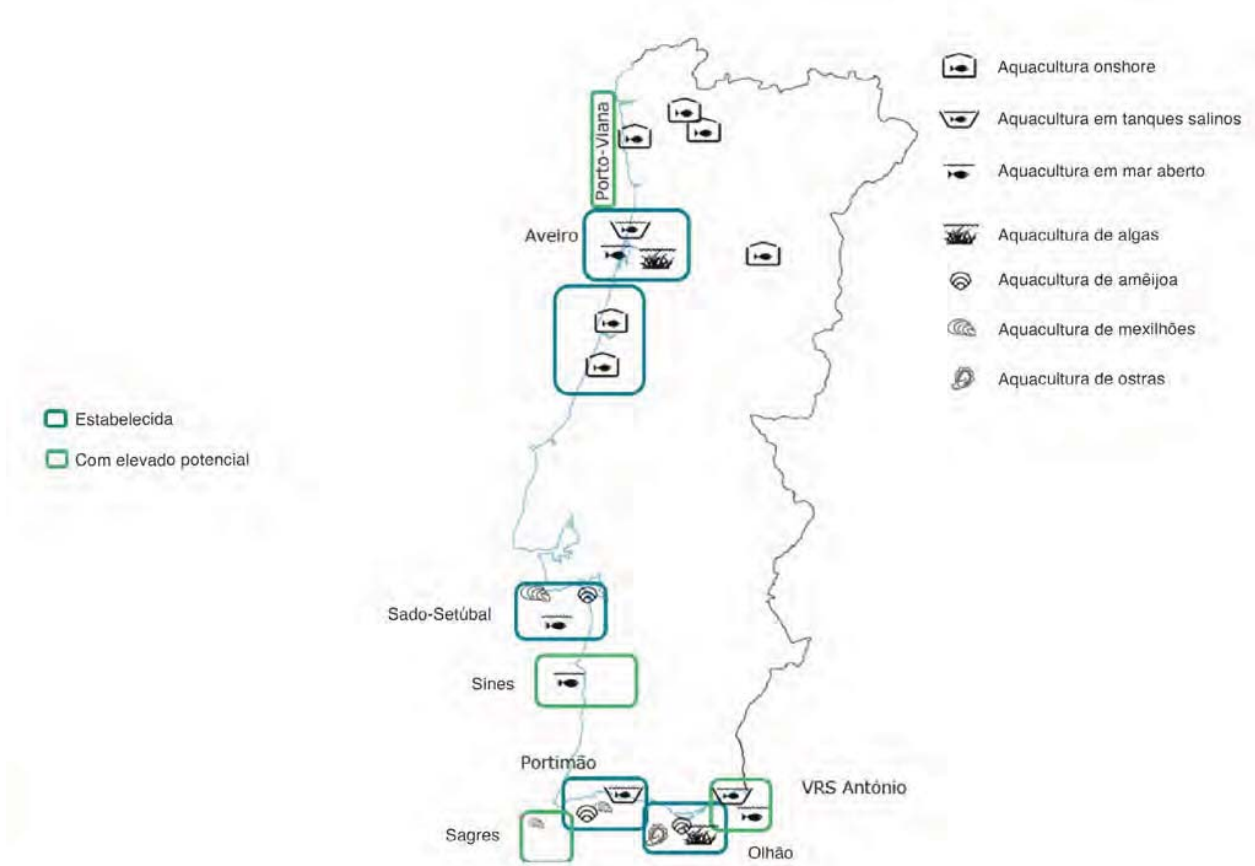 Aquacultura onshore
Aquacultura em tanques salinos
Aquacultura em mar aberto
Aquacultura de algas
Aquacultura de amêijoa
Aquacultura de mexilhões
Aquacultura de ostras
Porto-Viana
Aveiro
Estabelecida
Com elevado potencial
Sado-Setúbal
Sines
Portimão
VRS António
Sagres
Olhão